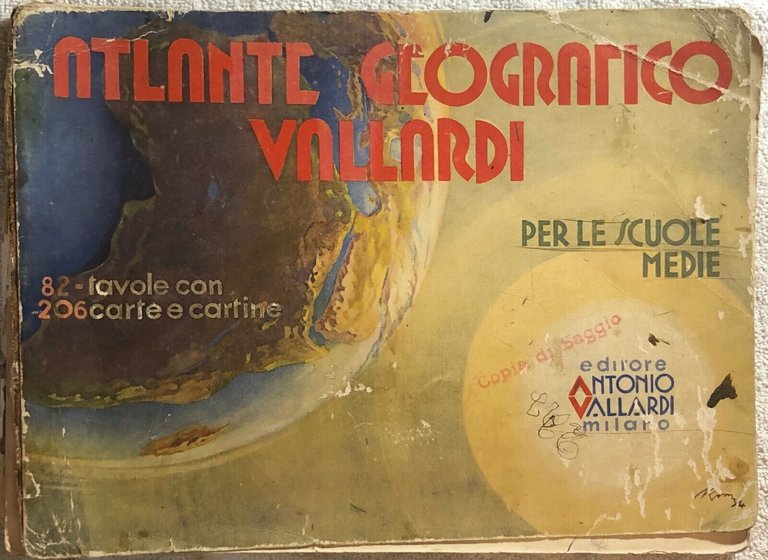 ATLANTE GEOGRAFICO
VALLARDI
PER LE SCUOLE
MEDIE
82-tavole con
206 carte e cartine
Copia di Saggio
editore
ANTONIO
VALLARDI
milano